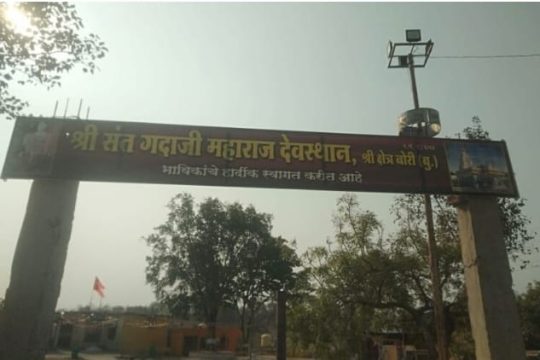 श्री संत गदाजी महाराज देवस्थान, श्री क्षेत्र बोरी (बु.)
भाविकांचे हार्दीक स्वागत करीत आहे